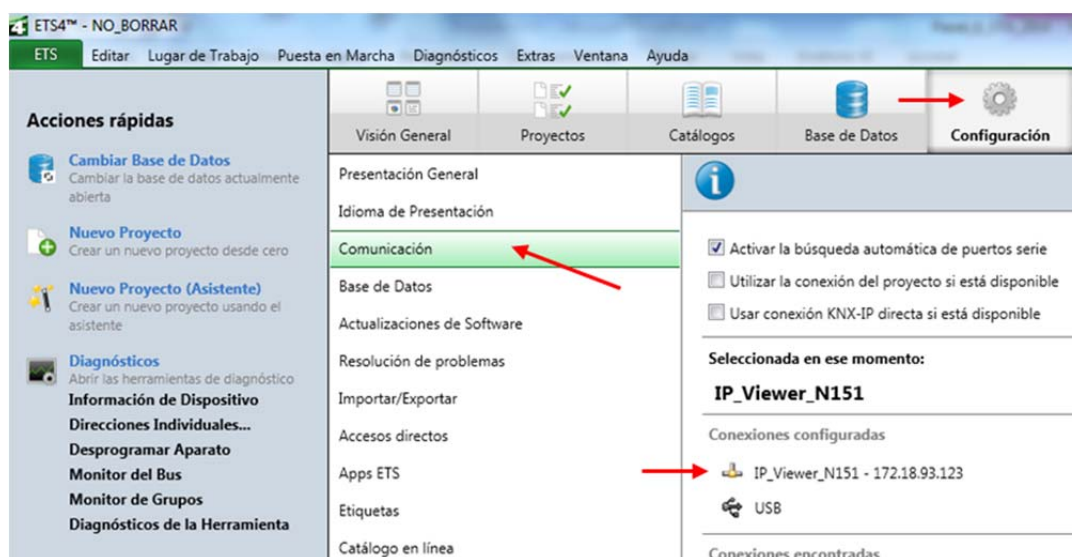 ETS4™ - NO_BORRAR
ETS Editar Lugar de Trabajo Puesta en Marcha Diagnósticos Extras Ventana Ayuda
Acciones rápidas
Cambiar Base de Datos
Cambiar la base de datos actualmente
abierta
Nuevo Proyecto
Crear un nuevo proyecto desde cero
Nuevo Proyecto (Asistente)
Crear un nuevo proyecto usando el
asistente
Diagnósticos
Abrir las herramientas de diagnóstico
Información de Dispositivo
Direcciones Individuales...
Desprogramar Aparato
Monitor del Bus
Monitor de Grupos
Diagnósticos de la Herramienta
Visión General Proyectos Catálogos Base de Datos Configuración
Presentación General
Idioma de Presentación
Comunicación
Base de Datos
Actualizaciones de Software
Resolución de problemas
Importar/Exportar
Accesos directos
Apps ETS
Etiquetas
Catálogo en línea
Activar la búsqueda automática de puertos serie
Utilizar la conexión del proyecto si está disponible
Usar conexión KNX-IP directa si está disponible
Seleccionada en ese momento:
IP_Viewer_N151
Conexiones configuradas
IP_Viewer_N151 - 172.18.93.123
USB
Conexiones encontradas